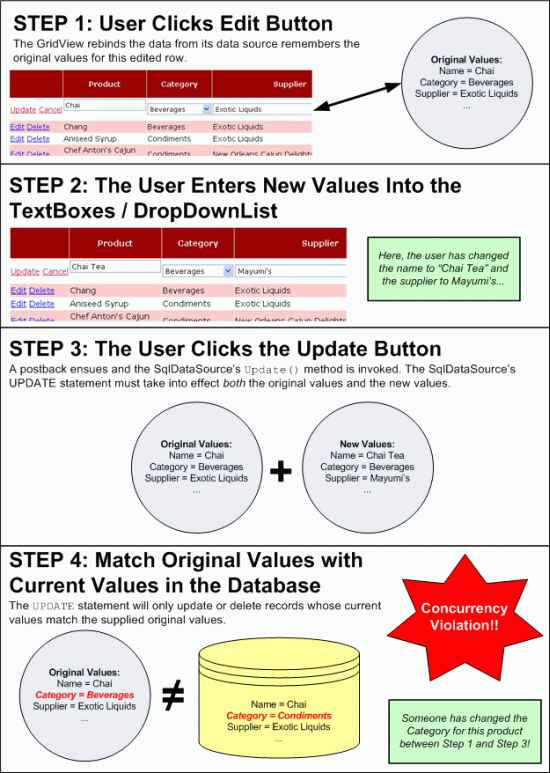 STEP 1: User Clicks Edit Button
The GridView rebinds the data from its data source remembers the
original values for this edited row.
Product Category Supplier
Update Cancel Chai Beverages Exotic Liquids
Edit Delete Chang Beverages Exotic Liquids
Edit Delete Aniseed Syrup Condiments Exotic Liquids
Edit Delete Chef Anton's Cajun Condiments New Orleans Cajun Delights
Original Values:
Name = Chai
Category = Beverages
Supplier = Exotic Liquids
...
STEP 2: The User Enters New Values Into the
TextBoxes / DropDownList
Product Category Supplier
Update Cancel Chai Tea Beverages Mayumi's
Edit Delete Chang Beverages Exotic Liquids
Edit Delete Aniseed Syrup Condiments Exotic Liquids
Edit Delete Chef Anton's Cajun Condiments New Orleans Cajun Delights
Here, the user has changed
the name to “Chai Tea” and
the supplier to Mayumi’s...
STEP 3: The User Clicks the Update Button
A postback ensues and the SqlDataSource’s Update() method is invoked. The SqlDataSource’s
UPDATE statement must take into effect both the original values and the new values.
Original Values:
Name = Chai
Category = Beverages
Supplier = Exotic Liquids
...
+
New Values:
Name = Chai Tea
Category = Beverages
Supplier = Mayumi’s
...
STEP 4: Match Original Values with
Current Values in the Database
The UPDATE statement will only update or delete records whose current
values match the supplied original values.
Original Values:
Name = Chai
Category = Beverages
Supplier = Exotic Liquids
...
≠
Name = Chai
Category = Condiments
Supplier = Exotic Liquids
...
Concurrency
Violation!!
Someone has changed the
Category for this product
between Step 1 and Step 3!